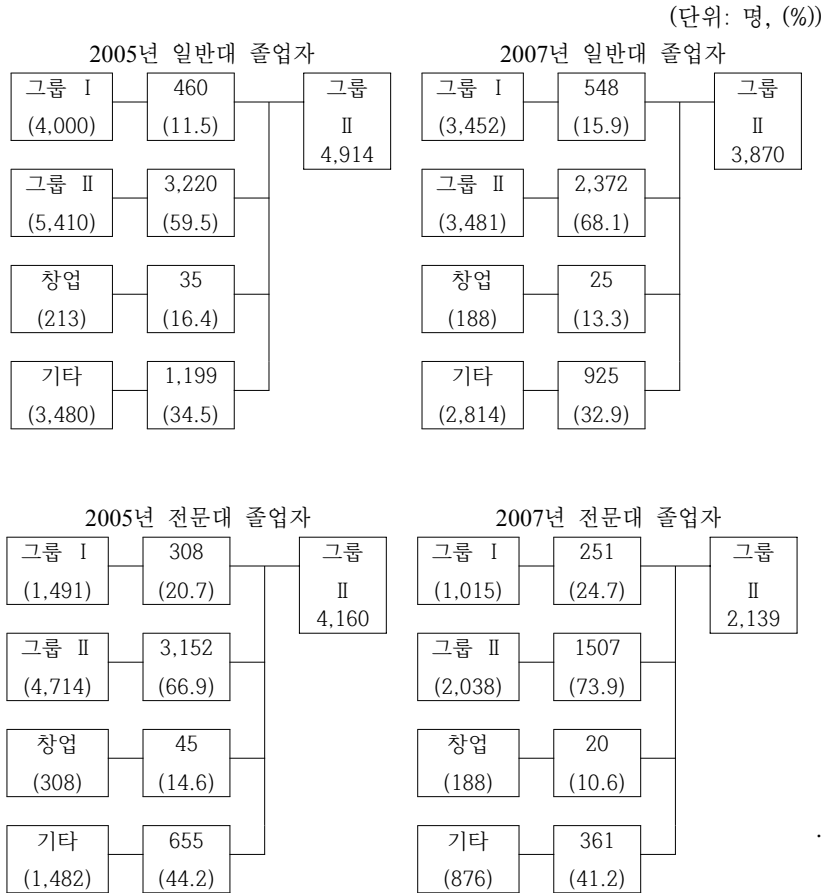 (단위: 명, (%))
2005년 일반대 졸업자
그룹 Ⅰ
(4,000)
460
(11.5)
그룹
Ⅱ
4,914
그룹 Ⅱ
(5,410)
3,220
(59.5)
창업
(213)
35
(16.4)
기타
(3,480)
1,199
(34.5)
2007년 일반대 졸업자
그룹 Ⅰ
(3,452)
548
(15.9)
그룹
Ⅱ
3,870
그룹 Ⅱ
(3,481)
2,372
(68.1)
창업
(188)
25
(13.3)
기타
(2,814)
925
(32.9)
2005년 전문대 졸업자
그룹 Ⅰ
(1,491)
308
(20.7)
그룹
Ⅱ
4,160
그룹 Ⅱ
(4,714)
3,152
(66.9)
창업
(308)
45
(14.6)
기타
(1,482)
655
(44.2)
2007년 전문대 졸업자
그룹 Ⅰ
(1,015)
251
(24.7)
그룹
Ⅱ
2,139
그룹 Ⅱ
(2,038)
1507
(73.9)
창업
(188)
20
(10.6)
기타
(876)
361
(41.2)
.